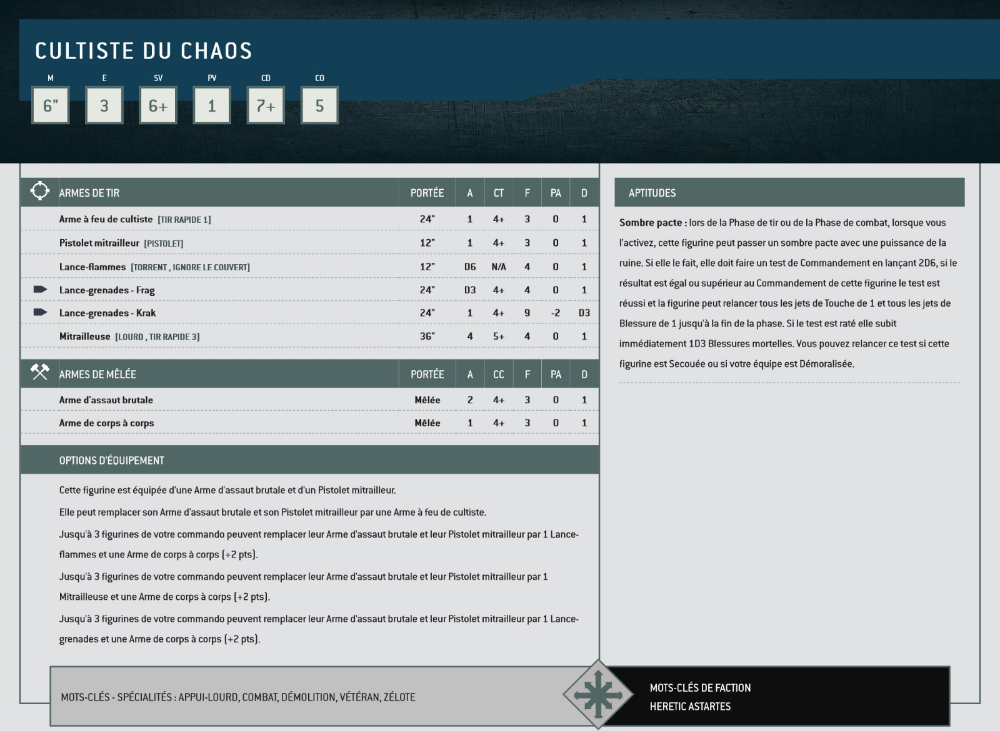 CULTISTE DU CHAOS
M E SV PV CD CO
6" 3 6+ 1 7+ 5
ARMES DE TIR PORTÉE A CT F PA D
Arme à feu de cultiste [TIR RAPIDE 1] 24" 1 4+ 3 0 1
Pistolet mitrailleur [PISTOLET] 12" 1 4+ 3 0 1
Lance-flammes [TORRENT , IGNORE LE COUVERT] 12" D6 N/A 4 0 1
Lance-grenades - Frag 24" D3 4+ 4 0 1
Lance-grenades - Krak 24" 1 4+ 9 -2 D3
Mitrailleuse [LOURD , TIR RAPIDE 3] 36" 4 5+ 4 0 1
ARMES DE MÊLÉE PORTÉE A CC F PA D
Arme d'assaut brutale Mêlée 2 4+ 3 0 1
Arme de corps à corps Mêlée 1 4+ 3 0 1
OPTIONS D'ÉQUIPEMENT
Cette figurine est équipée d'une Arme d'assaut brutale et d'un Pistolet mitrailleur.
Elle peut remplacer son Arme d'assaut brutale et son Pistolet mitrailleur par une Arme à feu de cultiste.
Jusqu'à 3 figurines de votre commando peuvent remplacer leur Arme d'assaut brutale et leur Pistolet mitrailleur par 1 Lance-
flammes et une Arme de corps à corps (+2 pts).
Jusqu'à 3 figurines de votre commando peuvent remplacer leur Arme d'assaut brutale et leur Pistolet mitrailleur par 1
Mitrailleuse et une Arme de corps à corps (+2 pts).
Jusqu'à 3 figurines de votre commando peuvent remplacer leur Arme d'assaut brutale et leur Pistolet mitrailleur par 1 Lance-
grenades et une Arme de corps à corps (+2 pts).
APTITUDES
Sombre pacte : lors de la Phase de tir ou de la Phase de combat, lorsque vous
l'activez, cette figurine peut passer un sombre pacte avec une puissance de la
ruine. Si elle le fait, elle doit faire un test de Commandement en lançant 2D6, si le
résultat est égal ou supérieur au Commandement de cette figurine le test est
réussi et la figurine peut relancer tous les jets de Touche de 1 et tous les jets de
Blessure de 1 jusqu'à la fin de la phase. Si le test est raté elle subit
immédiatement 1D3 Blessures mortelles. Vous pouvez relancer ce test si cette
figurine est Secouée ou si votre équipe est Démoralisée.
MOTS-CLÉS - SPÉCIALITÉS : APPUI-LOURD, COMBAT, DÉMOLITION, VÉTÉRAN, ZÉLOTE
MOTS-CLÉS DE FACTION
HERETIC ASTARTES